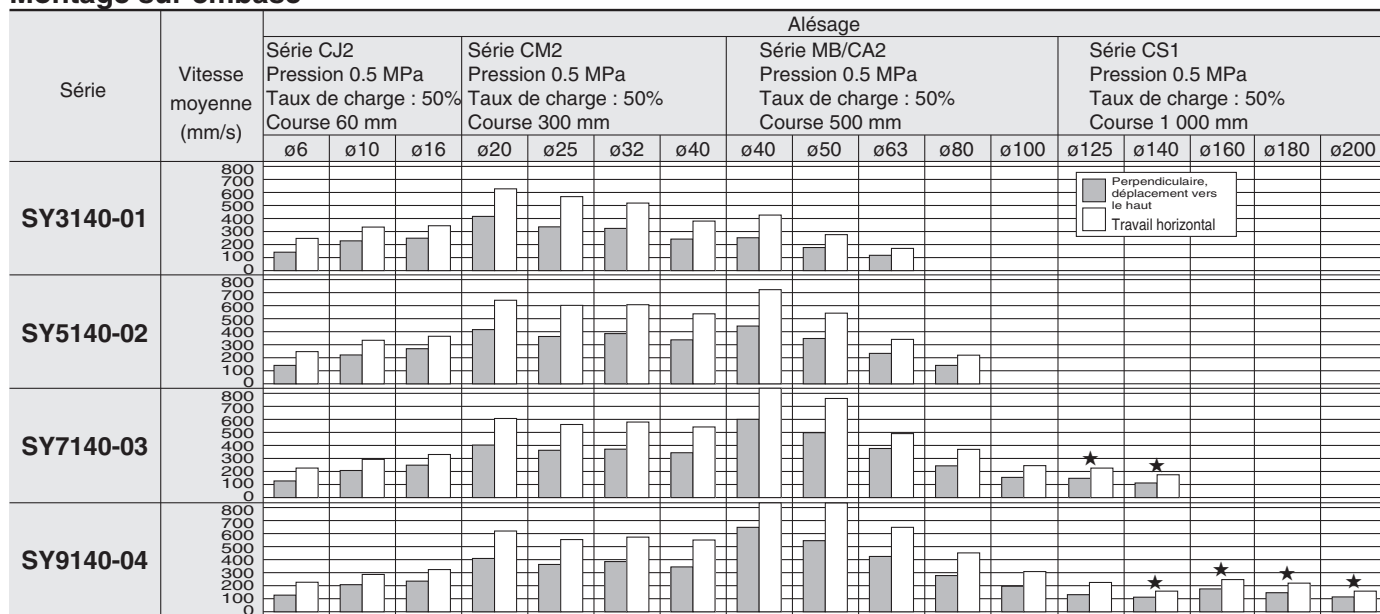 Montage sur embase
Série
Vitesse
moyenne
(mm/s)
Alésage
Série CJ2
Pression 0.5 MPa
Taux de charge : 50%
Course 60 mm
Série CM2
Pression 0.5 MPa
Taux de charge : 50%
Course 300 mm
Série MB/CA2
Pression 0.5 MPa
Taux de charge : 50%
Course 500 mm
Série CS1
Pression 0.5 MPa
Taux de charge : 50%
Course 1 000 mm
ø6 ø10 ø16 ø20 ø25 ø32 ø40 ø40 ø50 ø63 ø80 ø100 ø125 ø140 ø160 ø180 ø200
SY3140-01
800
700
600
500
400
300
200
100
0
Perpendiculaire,
déplacement vers
le haut
Travail horizontal
SY5140-02
800
700
600
500
400
300
200
100
0
SY7140-03
800
700
600
500
400
300
200
100
0
★ ★
SY9140-04
800
700
600
500
400
300
200
100
0
★ ★ ★ ★